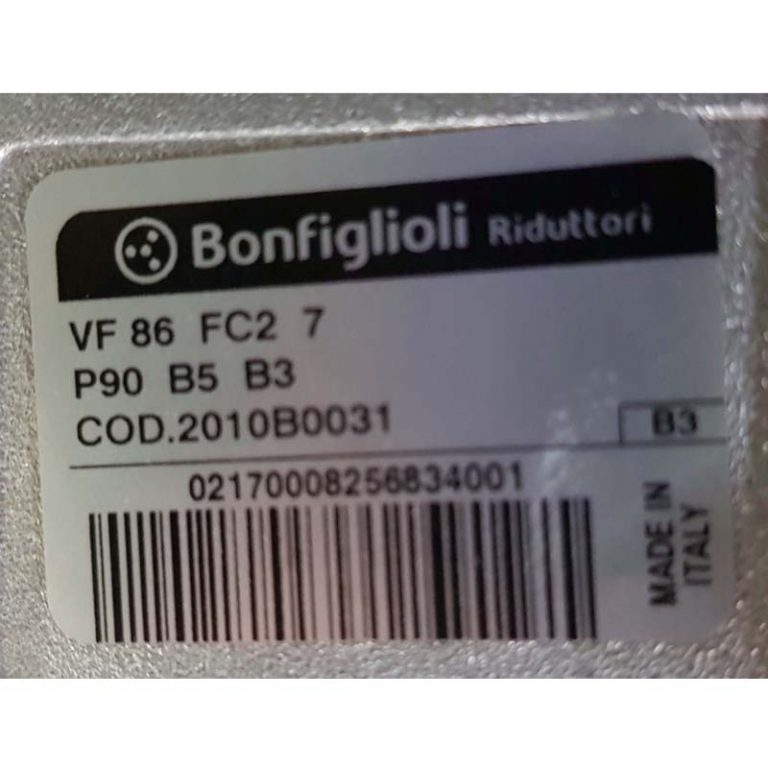 Bonfiglioli Riduttori
VF 86 FC2 7
P90 B5 B3
COD.2010B0031
B3
02170008256834001
MADE IN
ITALY